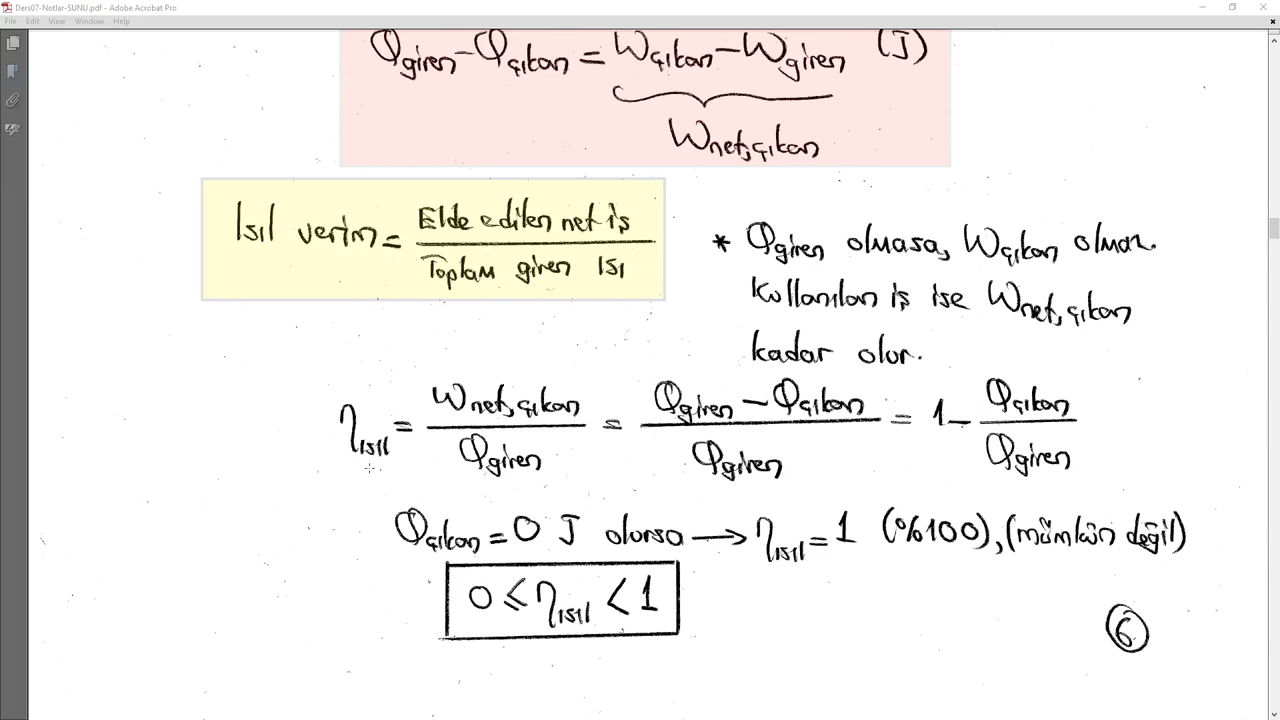 Ders07-Notlar-SUNU.pdf - Adobe Acrobat Pro
File Edit View Window Help
Qgiren - Qçıkan = Wçıkan - Wgiren (J)
Wnet,çıkan
Isıl verim = Elde edilen net iş / Toplam giren ısı
* Qgiren olmasa, Wçıkan olmaz.
Kullanılan iş ise Wnet,çıkan
kadar olur.
ηısıl = Wnet,çıkan / Qgiren = Qgiren - Qçıkan / Qgiren = 1 - Qçıkan / Qgiren
Qçıkan = 0 J olursa → ηısıl = 1 (%100), (mümkün değil)
0 ≤ ηısıl < 1
6